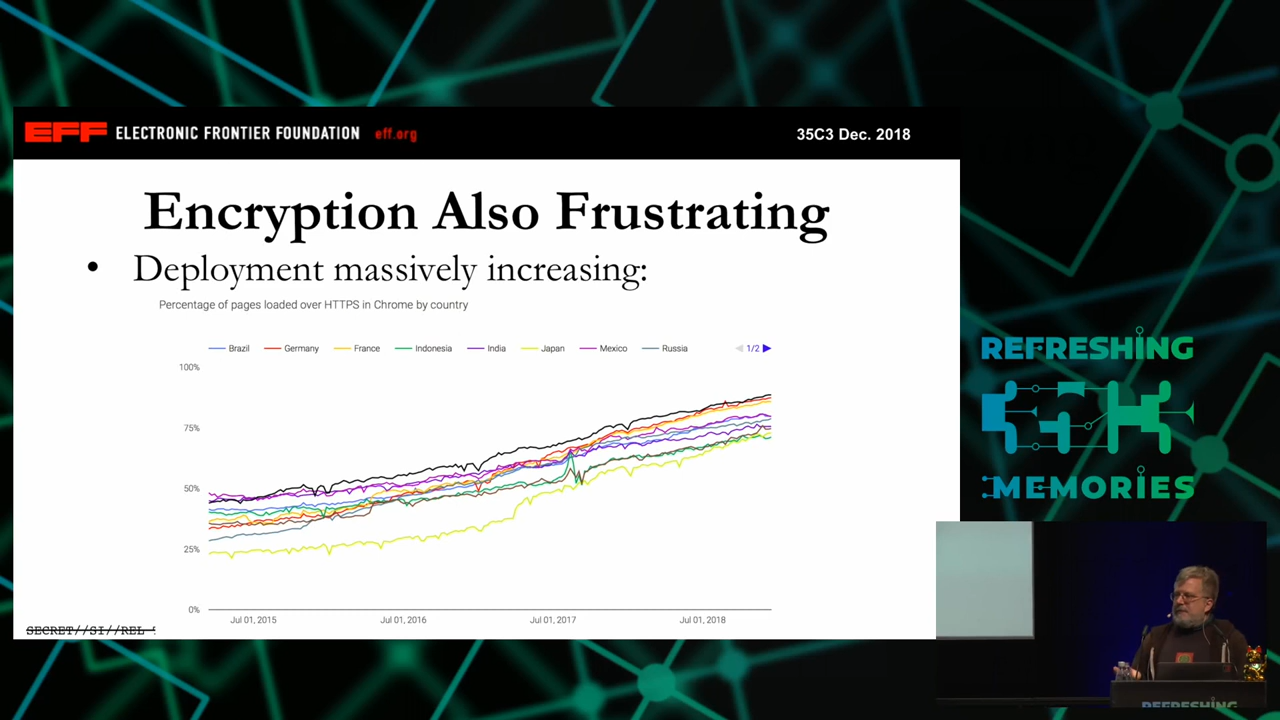 EFF ELECTRONIC FRONTIER FOUNDATION eff.org
35C3 Dec. 2018
Encryption Also Frustrating
• Deployment massively increasing:
Percentage of pages loaded over HTTPS in Chrome by country
Brazil Germany France Indonesia India Japan Mexico Russia 1/2
100%
75%
50%
25%
0%
Jul 01, 2015 Jul 01, 2016 Jul 01, 2017 Jul 01, 2018
SECRET//SI//REL
REFRESHING
MEMORIES
REFRESHING